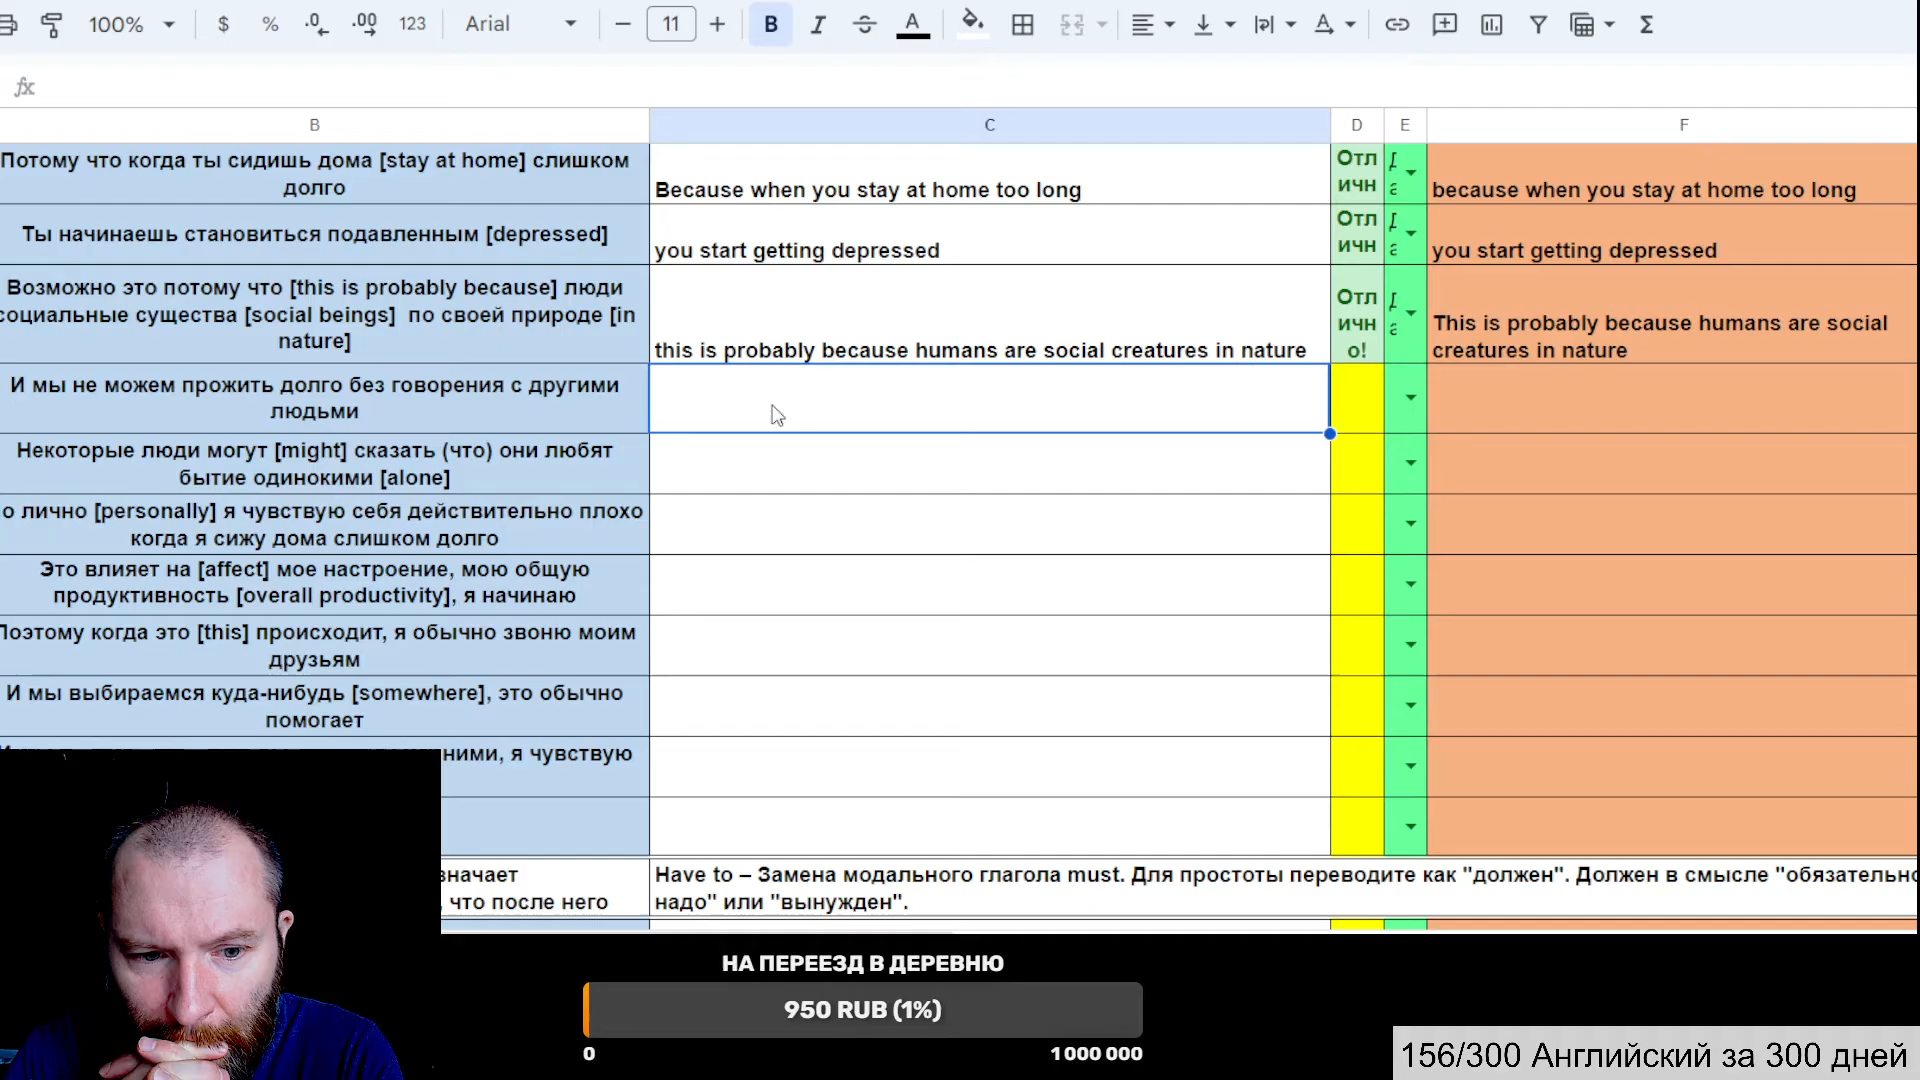 100%
$
%
.0
.00
123
Arial
11
B
I
A
Σ
fx
B
C
D
E
F
Потому что когда ты сидишь дома [stay at home] слишком
долго
Because when you stay at home too long
Отл
ичн
because when you stay at home too long
Ты начинаешь становиться подавленным [depressed]
you start getting depressed
Отл
ичн
you start getting depressed
Возможно это потому что [this is probably because] люди
социальные существа [social beings] по своей природе [in
nature]
this is probably because humans are social creatures in nature
Отл
ичн
о!
This is probably because humans are social
creatures in nature
И мы не можем прожить долго без говорения с другими
людьми
Некоторые люди могут [might] сказать (что) они любят
бытие одинокими [alone]
о лично [personally] я чувствую себя действительно плохо
когда я сижу дома слишком долго
Это влияет на [affect] мое настроение, мою общую
продуктивность [overall productivity], я начинаю
Поэтому когда это [this] происходит, я обычно звоню моим
друзьям
И мы выбираемся куда-нибудь [somewhere], это обычно
помогает
ними, я чувствую
значает
, что после него
Have to – Замена модального глагола must. Для простоты переводите как "должен". Должен в смысле "обязательно
надо" или "вынужден".
НА ПЕРЕЕЗД В ДЕРЕВНЮ
950 RUB (1%)
0
1 000 000
156/300 Английский за 300 дней